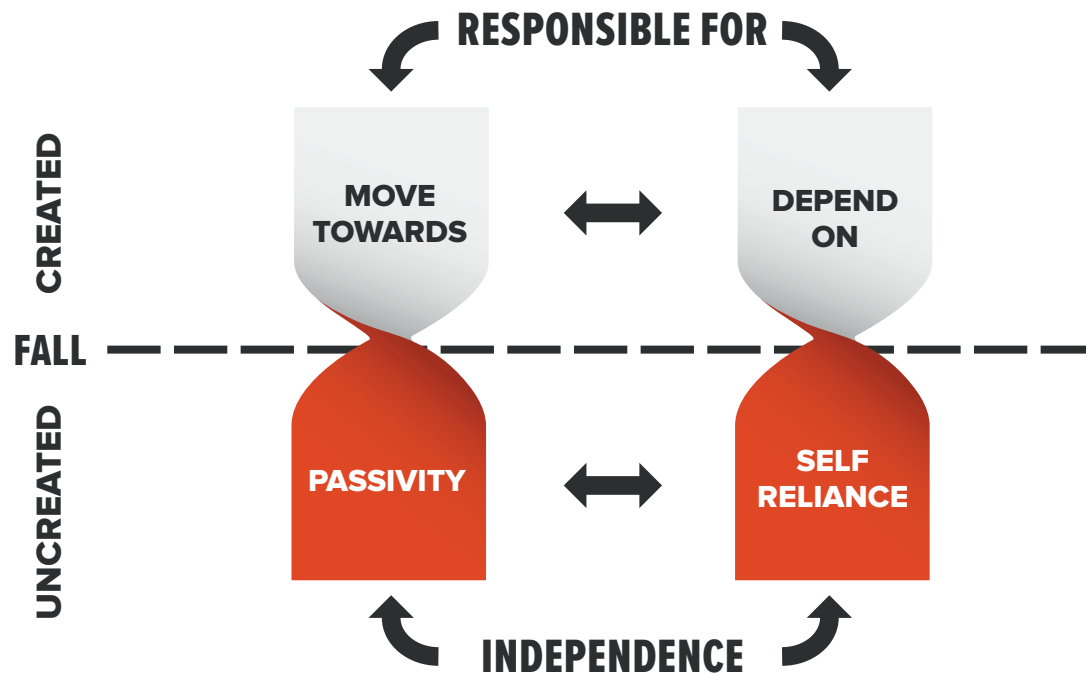 RESPONSIBLE FOR
CREATED
MOVE
TOWARDS
DEPEND
ON
FALL
UNCREATED
PASSIVITY
SELF
RELIANCE
INDEPENDENCE